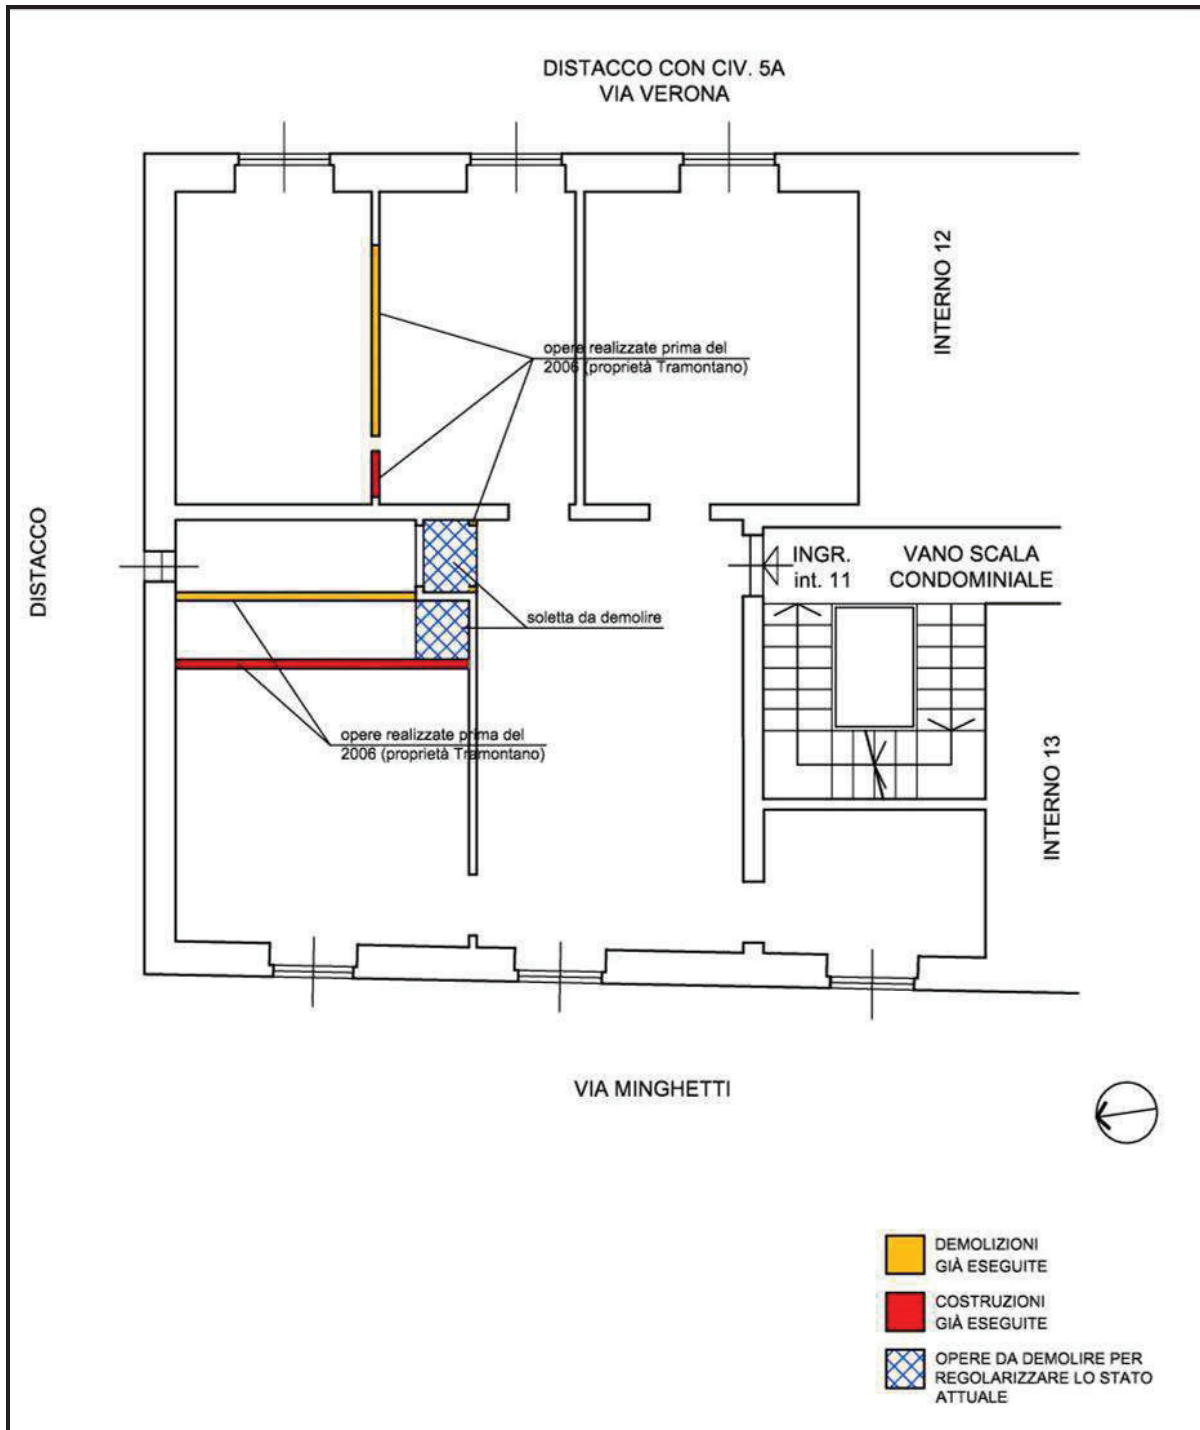 DISTACCO CON CIV. 5A
VIA VERONA
INTERNO 12
opere realizzate prima del
2006 (proprietà Tramontano)
DISTACCO
INGR.
int. 11
VANO SCALA
CONDOMINIALE
soletta da demolire
opere realizzate prima del
2006 (proprietà Tramontano)
INTERNO 13
VIA MINGHETTI
DEMOLIZIONI
GIÀ ESEGUITE
COSTRUZIONI
GIÀ ESEGUITE
OPERE DA DEMOLIRE PER
REGOLARIZZARE LO STATO
ATTUALE